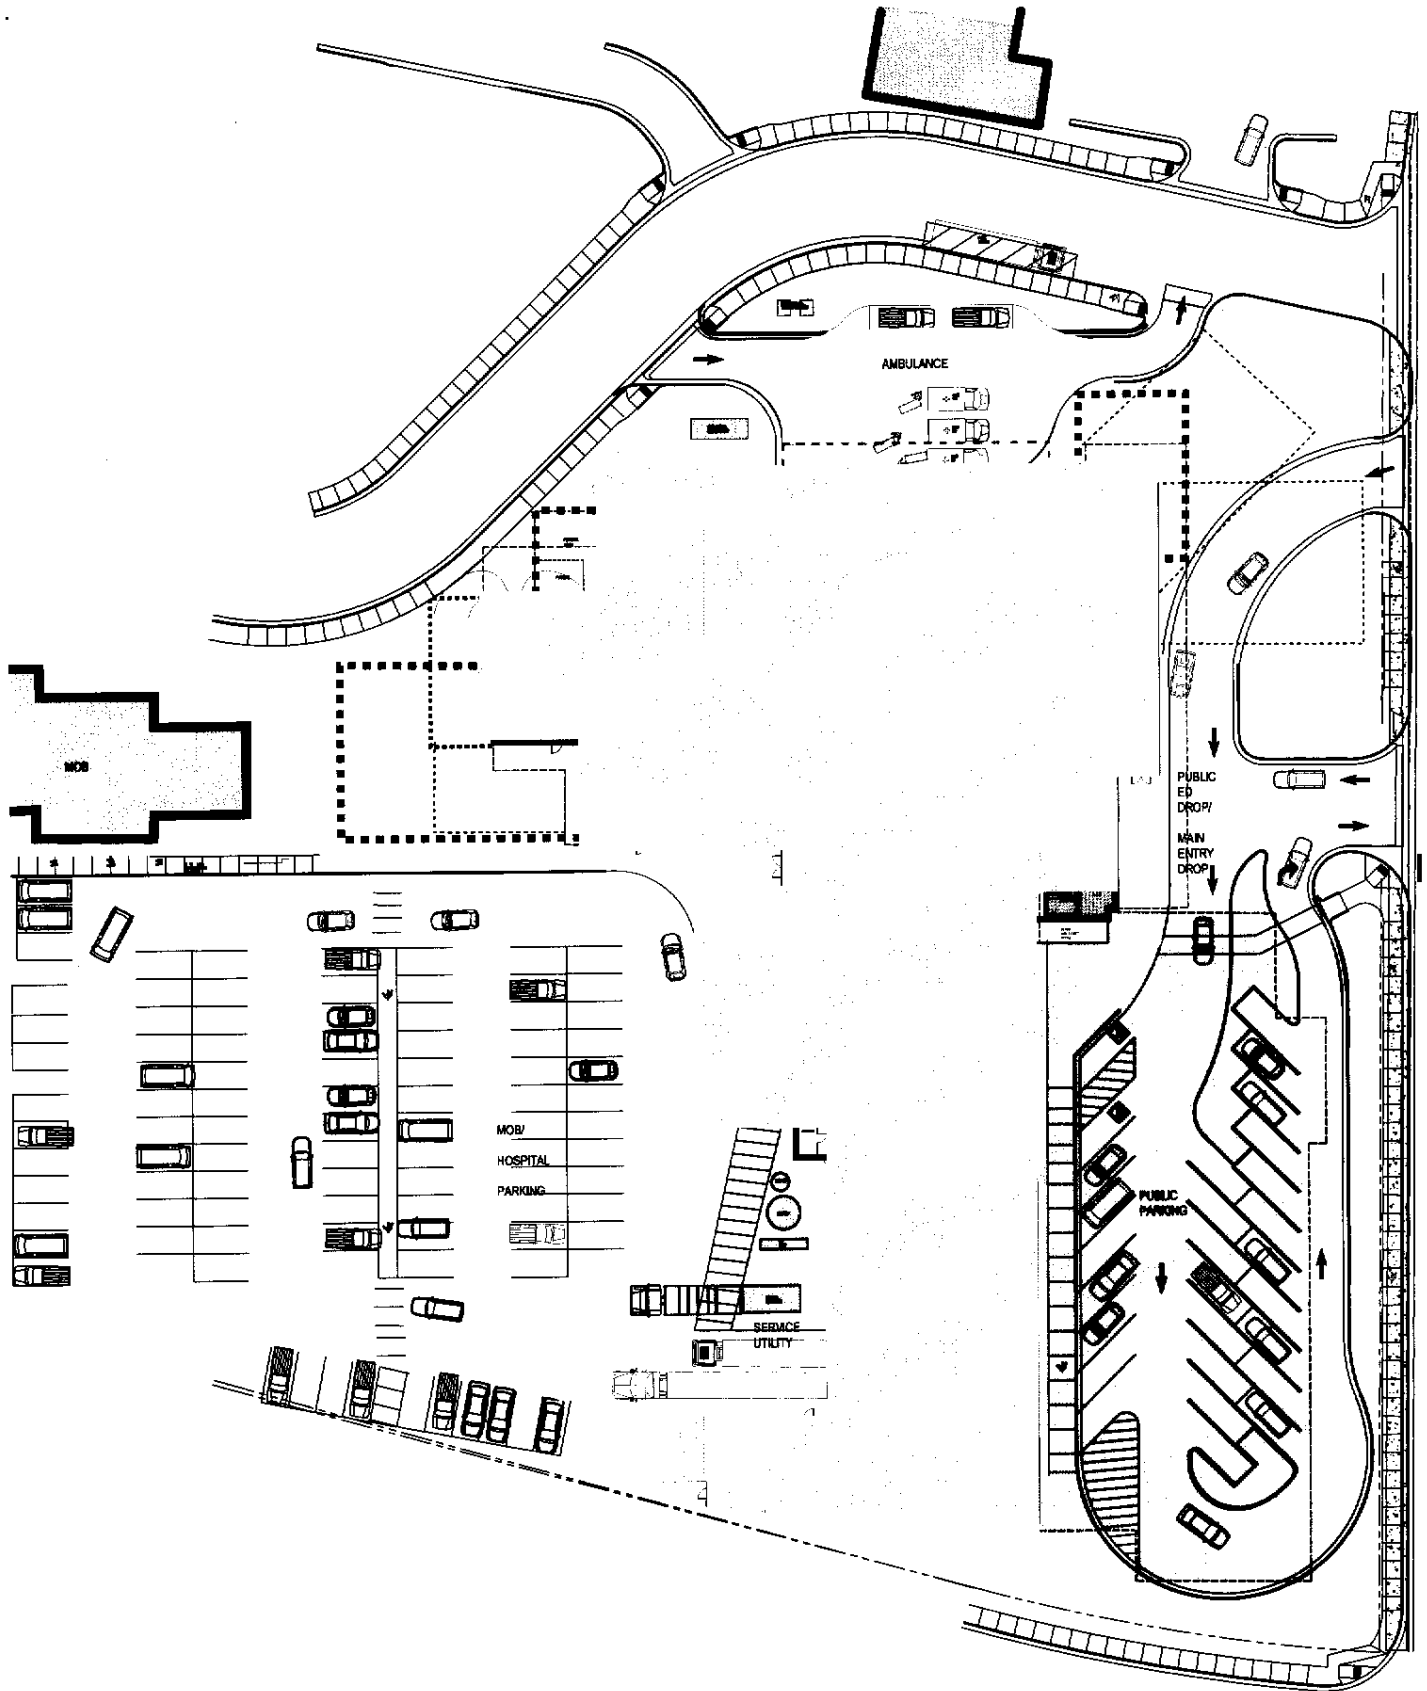 AMBULANCE
MOB
PUBLIC
ED
DROP/
MAIN
ENTRY
DROP
MOB/
HOSPITAL
PARKING
PUBLIC
PARKING
SERVICE
UTILITY